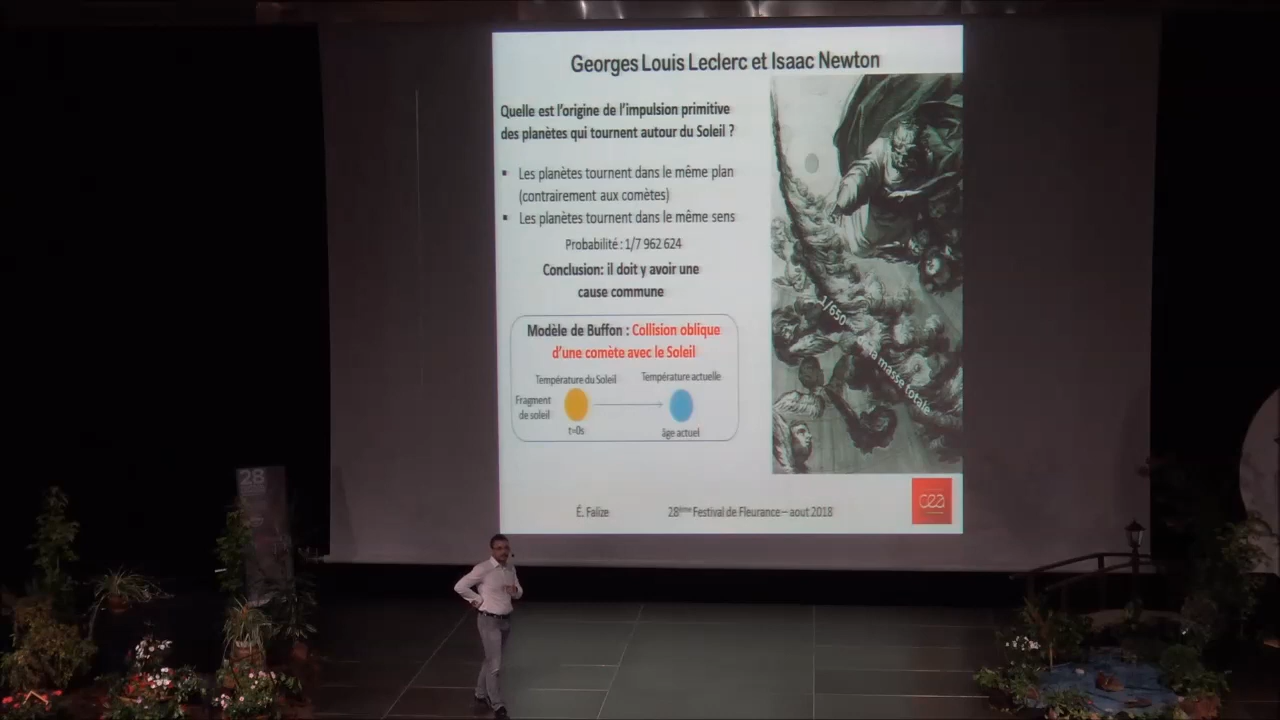 Georges Louis Leclerc et Isaac Newton
Quelle est l'origine de l'impulsion primitive
des planètes qui tournent autour du Soleil ?
▪ Les planètes tournent dans le même plan
(contrairement aux comètes)
▪ Les planètes tournent dans le même sens
Probabilité : 1/7 962 624
Conclusion: il doit y avoir une
cause commune
Modèle de Buffon : Collision oblique
d'une comète avec le Soleil
Température du Soleil
Température actuelle
Fragment
de soleil
t=0s
âge actuel
1/650
la masse totale
É. Falize
28ème Festival de Fleurance – aout 2018
cea
28